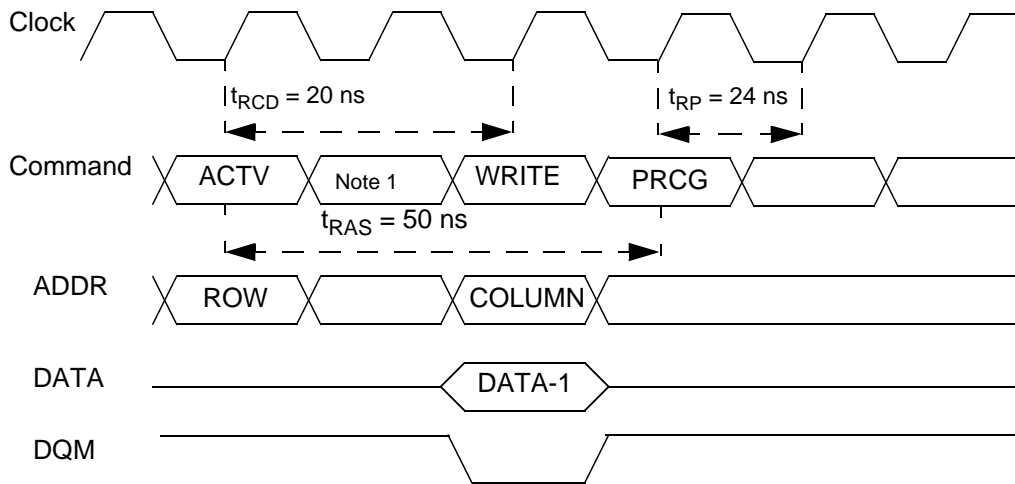 Clock
tRCD = 20 ns
tRP = 24 ns
Command
ACTV
Note 1
WRITE
PRCG
tRAS = 50 ns
ADDR
ROW
COLUMN
DATA
DATA-1
DQM